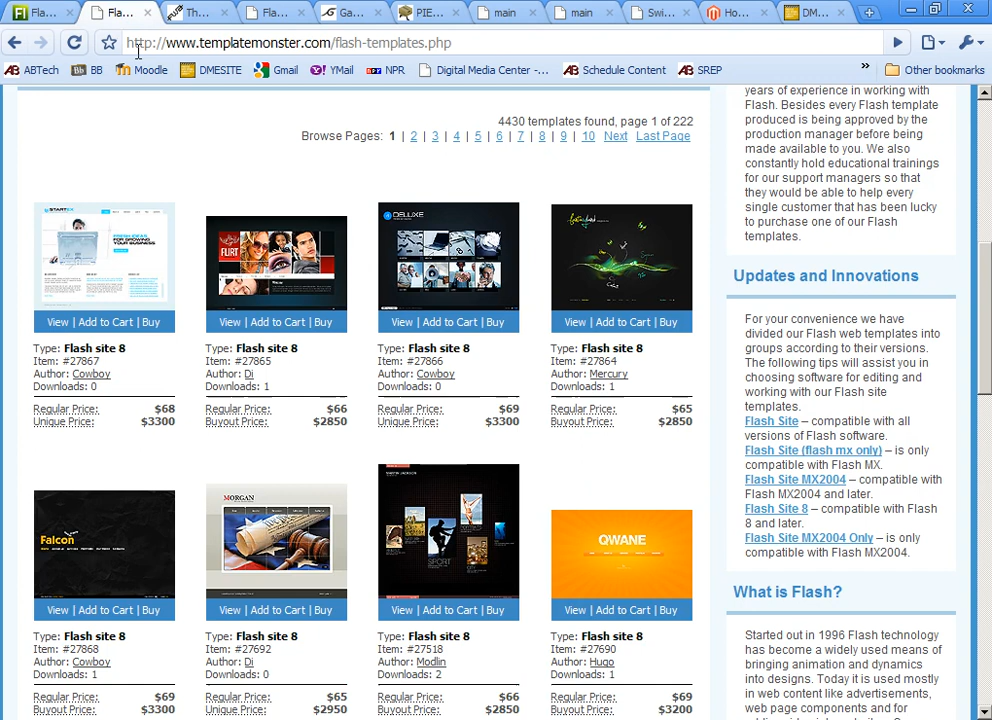 Fl Fla...
Fla...
Th...
Fla...
Ga...
PIE...
main
main
Swi...
Ho...
DM...
http://www.templatemonster.com/flash-templates.php
ABTech
BB
Moodle
DMESITE
Gmail
YMail
NPR
Digital Media Center -...
Schedule Content
SREP
»
Other bookmarks
4430 templates found, page 1 of 222
Browse Pages: 1 | 2 | 3 | 4 | 5 | 6 | 7 | 8 | 9 | 10 Next Last Page
DELUXE
FLIRT
View | Add to Cart | Buy
View | Add to Cart | Buy
View | Add to Cart | Buy
View | Add to Cart | Buy
Type: Flash site 8
Item: #27867
Author: Cowboy
Downloads: 0
Regular Price: $68
Unique Price: $3300
Type: Flash site 8
Item: #27865
Author: Di
Downloads: 1
Regular Price: $66
Buyout Price: $2850
Type: Flash site 8
Item: #27866
Author: Cowboy
Downloads: 0
Regular Price: $69
Unique Price: $3300
Type: Flash site 8
Item: #27864
Author: Mercury
Downloads: 1
Regular Price: $65
Buyout Price: $2850
Falcon
MORGAN
SPORT
QWANE
View | Add to Cart | Buy
View | Add to Cart | Buy
View | Add to Cart | Buy
View | Add to Cart | Buy
Type: Flash site 8
Item: #27868
Author: Cowboy
Downloads: 1
Regular Price: $69
Buyout Price: $3300
Type: Flash site 8
Item: #27692
Author: Di
Downloads: 0
Regular Price: $65
Unique Price: $2950
Type: Flash site 8
Item: #27518
Author: Modlin
Downloads: 2
Regular Price: $66
Buyout Price: $2850
Type: Flash site 8
Item: #27690
Author: Hugo
Downloads: 1
Regular Price: $69
Buyout Price: $3200
years of experience in working with
Flash. Besides every Flash template
produced is being approved by the
production manager before being
made available to you. We also
constantly hold educational trainings
for our support managers so that
they would be able to help every
single customer that has been lucky
to purchase one of our Flash
templates.
Updates and Innovations
For your convenience we have
divided our Flash web templates into
groups according to their versions.
The following tips will assist you in
choosing software for editing and
working with our Flash site
templates.
Flash Site – compatible with all
versions of Flash software.
Flash Site (flash mx only) – is only
compatible with Flash MX.
Flash Site MX2004 – compatible with
Flash MX2004 and later.
Flash Site 8 – compatible with Flash
8 and later.
Flash Site MX2004 Only – is only
compatible with Flash MX2004.
What is Flash?
Started out in 1996 Flash technology
has become a widely used means of
bringing animation and dynamics
into designs. Today it is used mostly
in web content like advertisements,
web page components and for